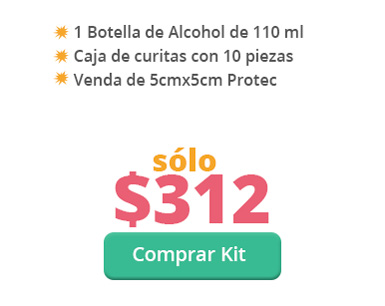 1 Botella de Alcohol de 110 ml
Caja de curitas con 10 piezas
Venda de 5cmx5cm Protec
sólo
$312
Comprar Kit